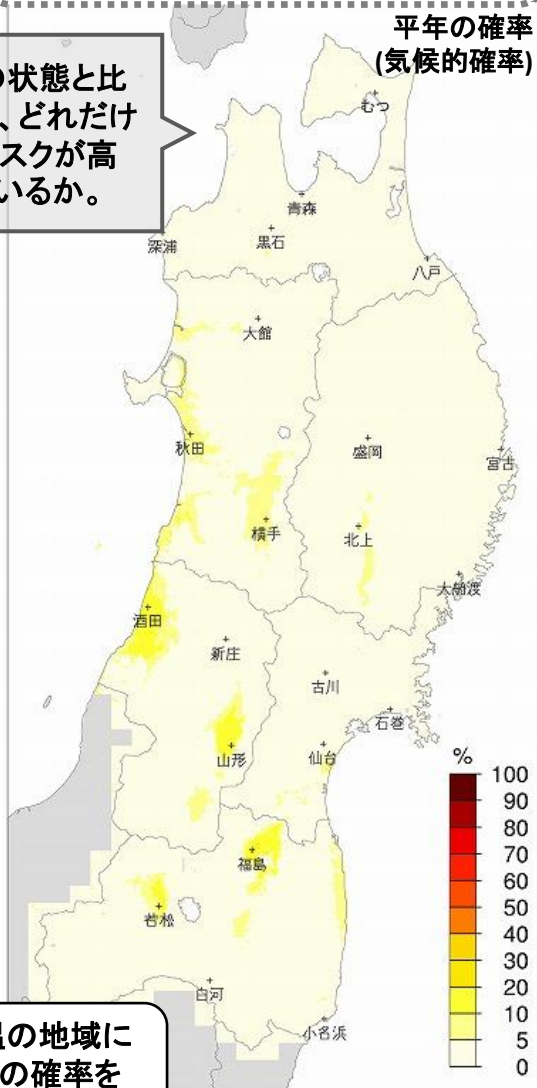 平年の確率
(気候的確率)
の状態と比
、どれだけ
スクが高
いるか。
むつ
青森
黒石
深浦
八戸
大館
秋田
盛岡
宮古
横手
北上
大船渡
酒田
新庄
古川
石巻
山形
仙台
福島
若松
白河
小名浜
%
100
90
80
70
60
50
40
30
20
10
5
0
温の地域に
の確率を